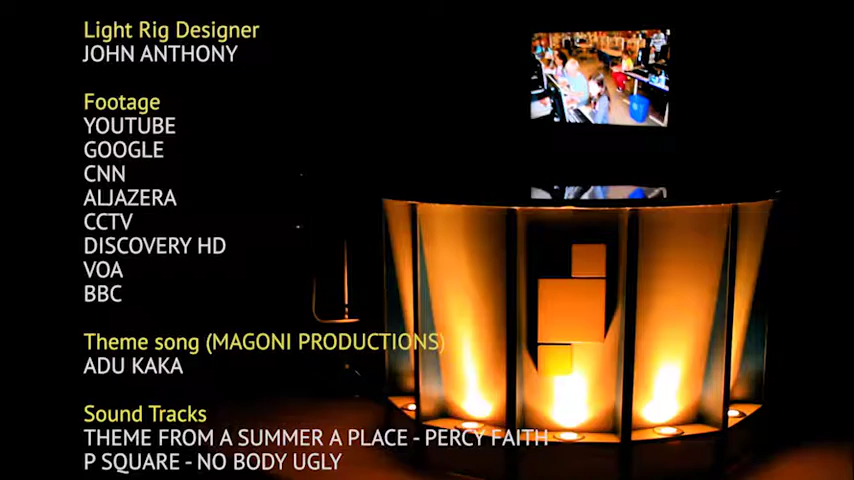 Light Rig Designer
JOHN ANTHONY
Footage
YOUTUBE
GOOGLE
CNN
ALJAZERA
CCTV
DISCOVERY HD
VOA
BBC
Theme song (MAGONI PRODUCTIONS)
ADU KAKA
Sound Tracks
THEME FROM A SUMMER A PLACE - PERCY FAITH
P SQUARE - NO BODY UGLY